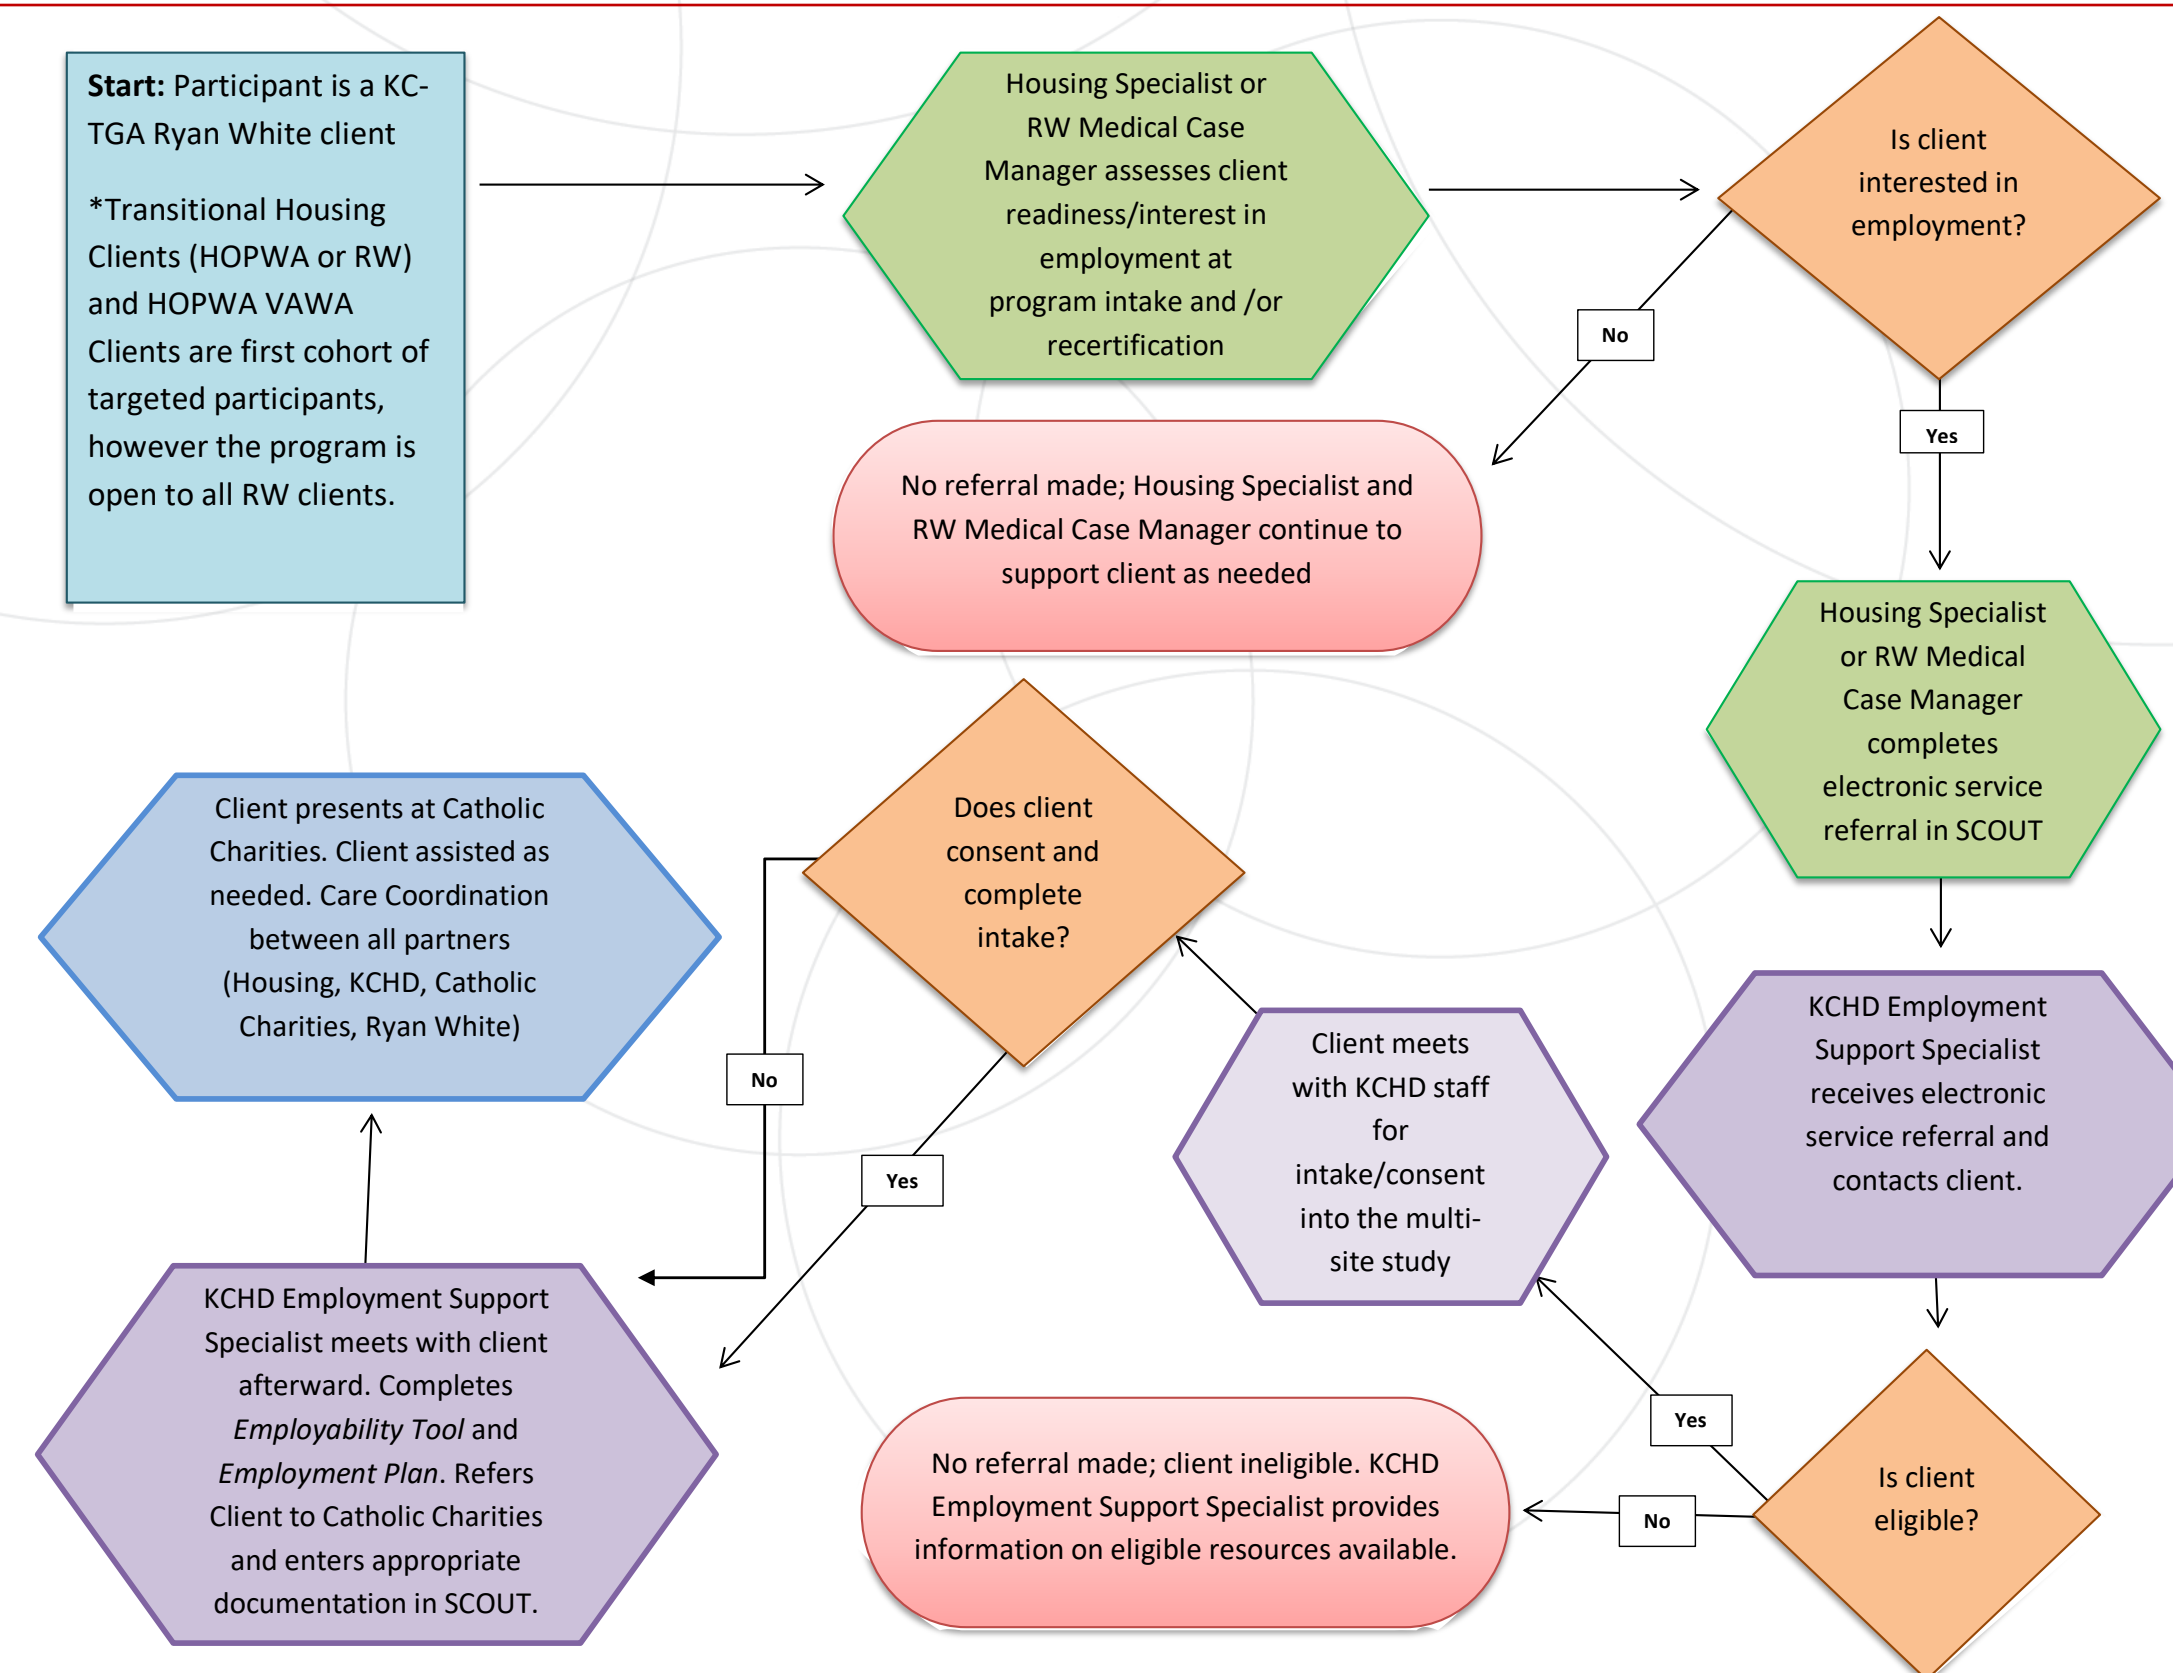 Start: Participant is a KC-
TGA Ryan White client
*Transitional Housing
Clients (HOPWA or RW)
and HOPWA VAWA
Clients are first cohort of
targeted participants,
however the program is
open to all RW clients.
Housing Specialist or
RW Medical Case
Manager assesses client
readiness/interest in
employment at
program intake and /or
recertification
Is client
interested in
employment?
No
Yes
No referral made; Housing Specialist and
RW Medical Case Manager continue to
support client as needed
Housing Specialist
or RW Medical
Case Manager
completes
electronic service
referral in SCOUT
KCHD Employment
Support Specialist
receives electronic
service referral and
contacts client.
Is client
eligible?
Yes
No
No referral made; client ineligible. KCHD
Employment Support Specialist provides
information on eligible resources available.
Client meets
with KCHD staff
for
intake/consent
into the multi-
site study
Does client
consent and
complete
intake?
No
Yes
KCHD Employment Support
Specialist meets with client
afterward. Completes
Employability Tool and
Employment Plan. Refers
Client to Catholic Charities
and enters appropriate
documentation in SCOUT.
Client presents at Catholic
Charities. Client assisted as
needed. Care Coordination
between all partners
(Housing, KCHD, Catholic
Charities, Ryan White)